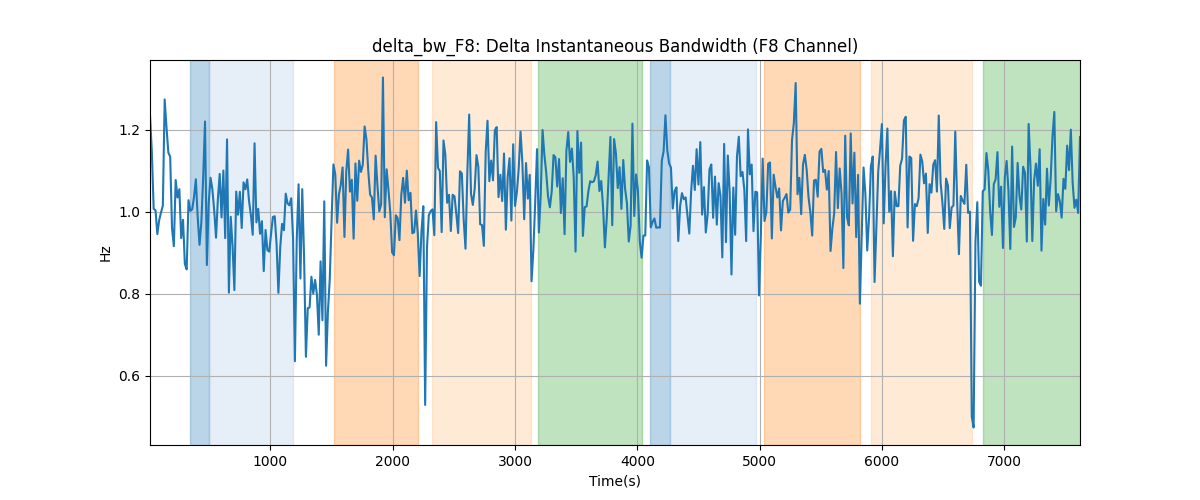 delta_bw_F8: Delta Instantaneous Bandwidth (F8 Channel)
Hz
1.2
1.0
0.8
0.6
1000 2000 3000 4000 5000 6000 7000
Time(s)